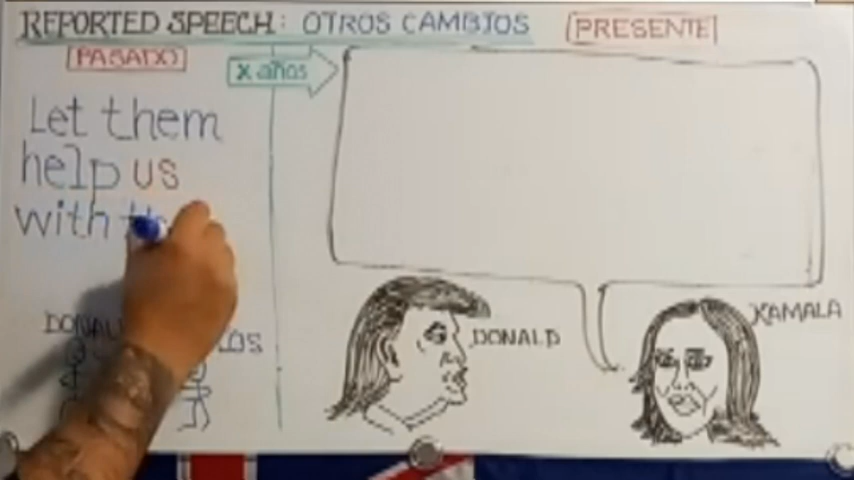 REPORTED SPEECH: OTROS CAMBIOS
PRESENTE
PASADO
X años
Let them
help us
with
DONALD
KAMALA